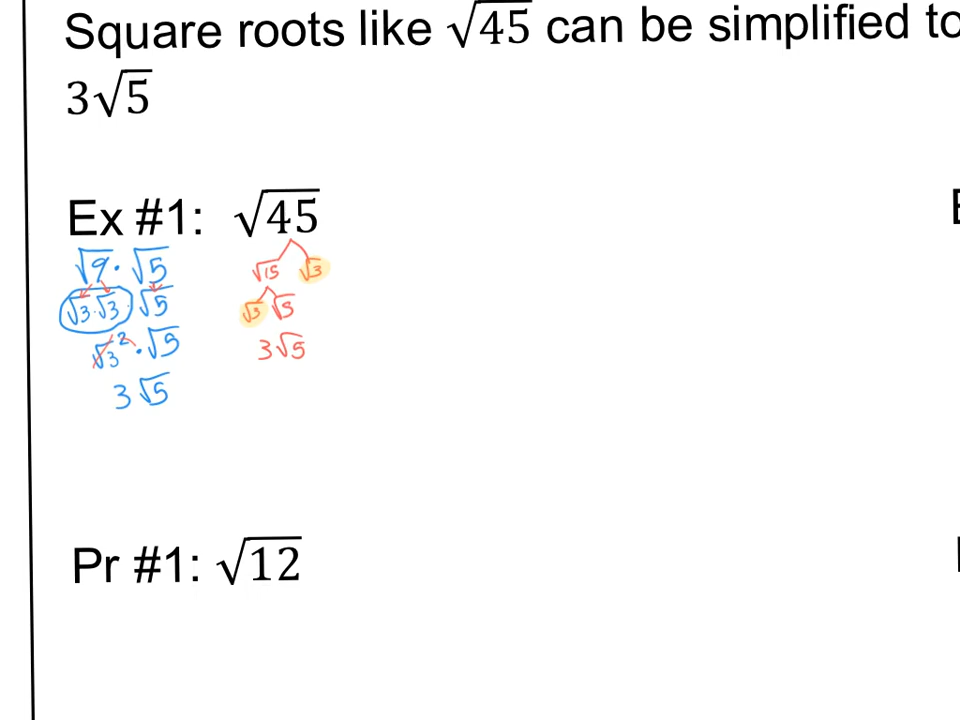 Square roots like √45 can be simplified to
3√5
Ex #1: √45
√9 · √5
√3 · √3 · √5
√3² · √5
3√5
√15 √3
√3 √5
3√5
Pr #1: √12